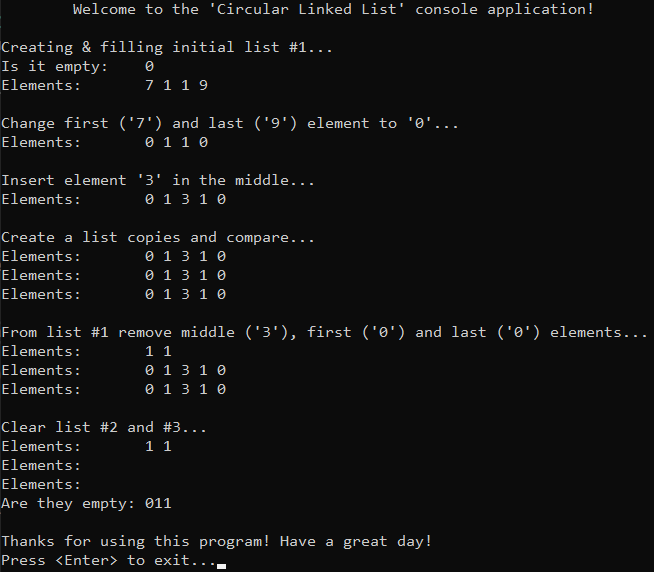 Welcome to the 'Circular Linked List' console application!
Creating & filling initial list #1...
Is it empty: 0
Elements: 7 1 1 9
Change first ('7') and last ('9') element to '0'...
Elements: 0 1 1 0
Insert element '3' in the middle...
Elements: 0 1 3 1 0
Create a list copies and compare...
Elements: 0 1 3 1 0
Elements: 0 1 3 1 0
Elements: 0 1 3 1 0
From list #1 remove middle ('3'), first ('0') and last ('0') elements...
Elements: 1 1
Elements: 0 1 3 1 0
Elements: 0 1 3 1 0
Clear list #2 and #3...
Elements: 1 1
Elements:
Elements:
Are they empty: 011
Thanks for using this program! Have a great day!
Press <Enter> to exit...